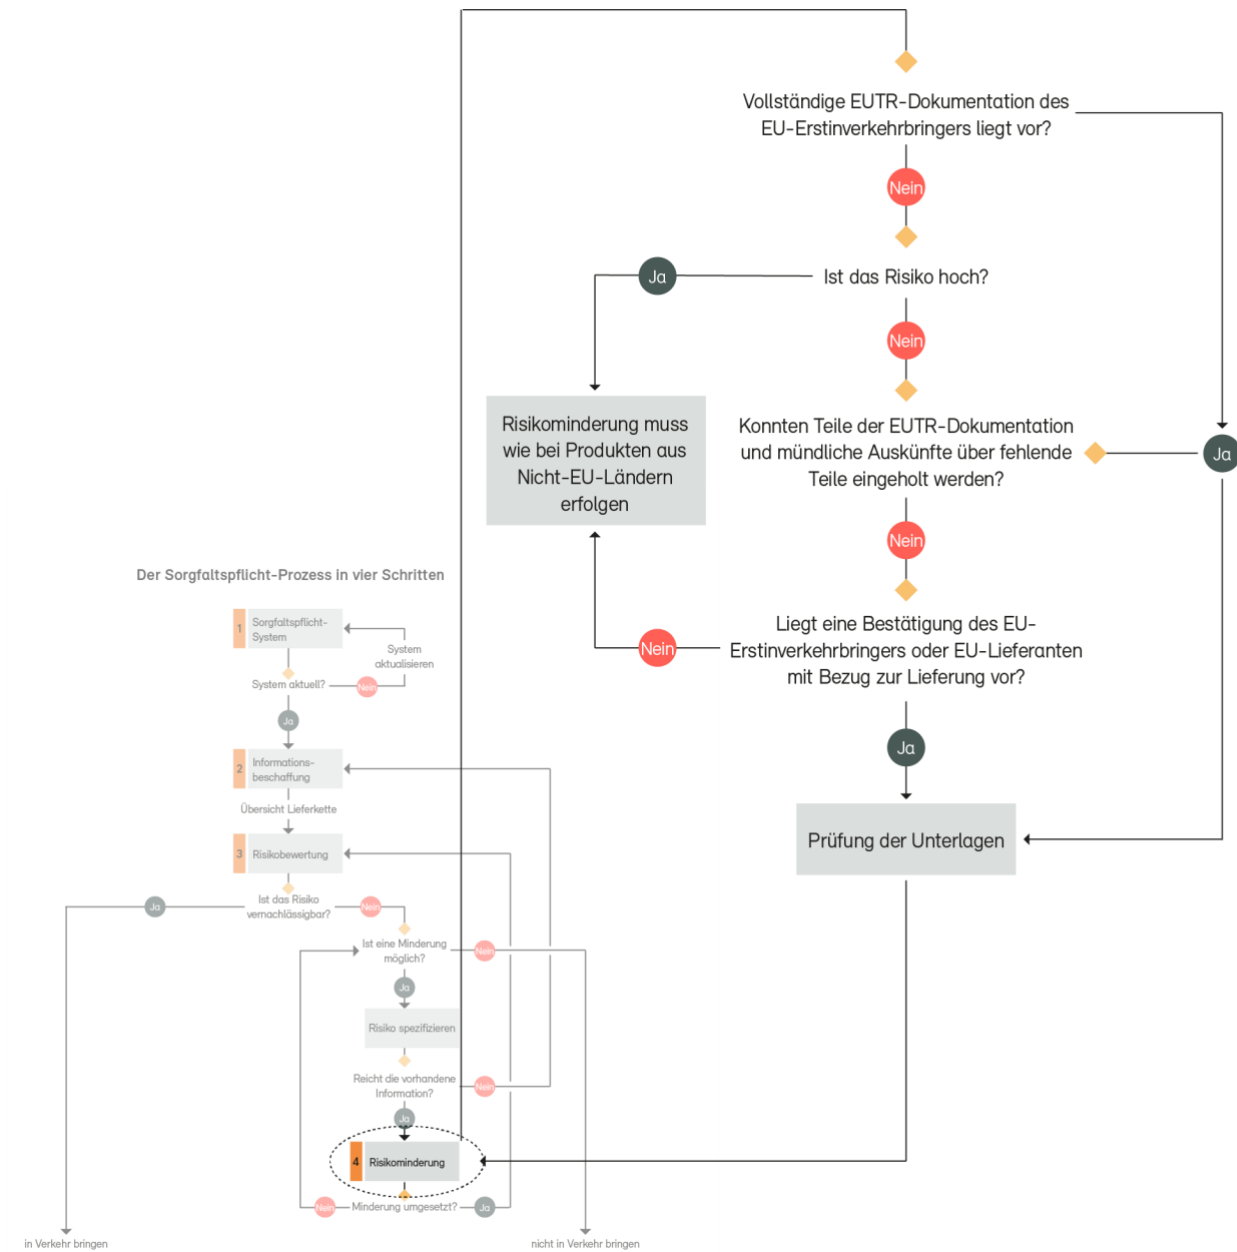 Vollständige EUTR-Dokumentation des
EU-Erstinverkehrbringers liegt vor?
Nein
Ja
Ist das Risiko hoch?
Nein
Risikominderung muss
wie bei Produkten aus
Nicht-EU-Ländern
erfolgen
Konnten Teile der EUTR-Dokumentation
und mündliche Auskünfte über fehlende
Teile eingeholt werden?
Ja
Nein
Liegt eine Bestätigung des EU-
Erstinverkehrbringers oder EU-Lieferanten
mit Bezug zur Lieferung vor?
Nein
Ja
Prüfung der Unterlagen
Der Sorgfaltspflicht-Prozess in vier Schritten
1
Sorgfaltspflicht-
System
System
aktualisieren
System aktuell?
Nein
Ja
2
Informations-
beschaffung
Übersicht Lieferkette
3
Risikobewertung
Ja
Ist das Risiko
vernachlässigbar?
Nein
Ist eine Minderung
möglich?
Nein
Ja
Risiko spezifizieren
Reicht die vorhandene
Information?
Nein
Ja
4
Risikominderung
Nein
Minderung umgesetzt?
Ja
in Verkehr bringen
nicht in Verkehr bringen